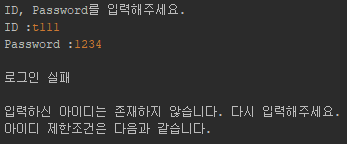 ID, Password를 입력해주세요.
ID :t111
Password :1234
로그인 실패
입력하신 아이디는 존재하지 않습니다. 다시 입력해주세요.
아이디 제한조건은 다음과 같습니다.